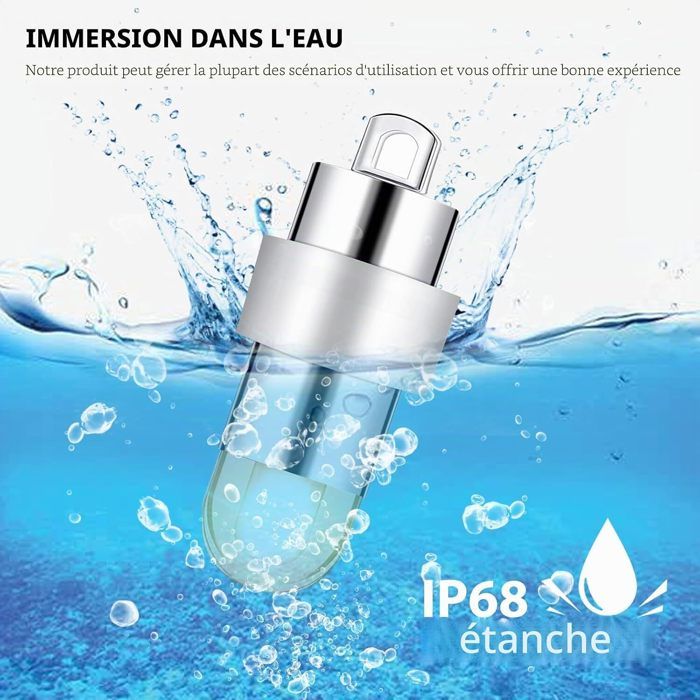 IMMERSION DANS L'EAU
Notre produit peut gérer la plupart des scénarios d'utilisation et vous offrir une bonne expérience
IP68
étanche